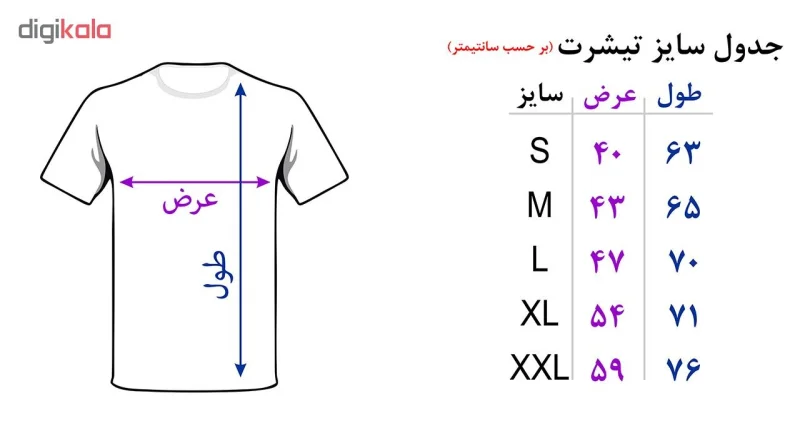 digikala
جدول سایز تیشرت (بر حسب سانتیمتر)
طول عرض سایز
۶۳ ۴۰ S
۶۵ ۴۳ M
۷۰ ۴۷ L
۷۱ ۵۴ XL
۷۶ ۵۹ XXL
عرض
طول